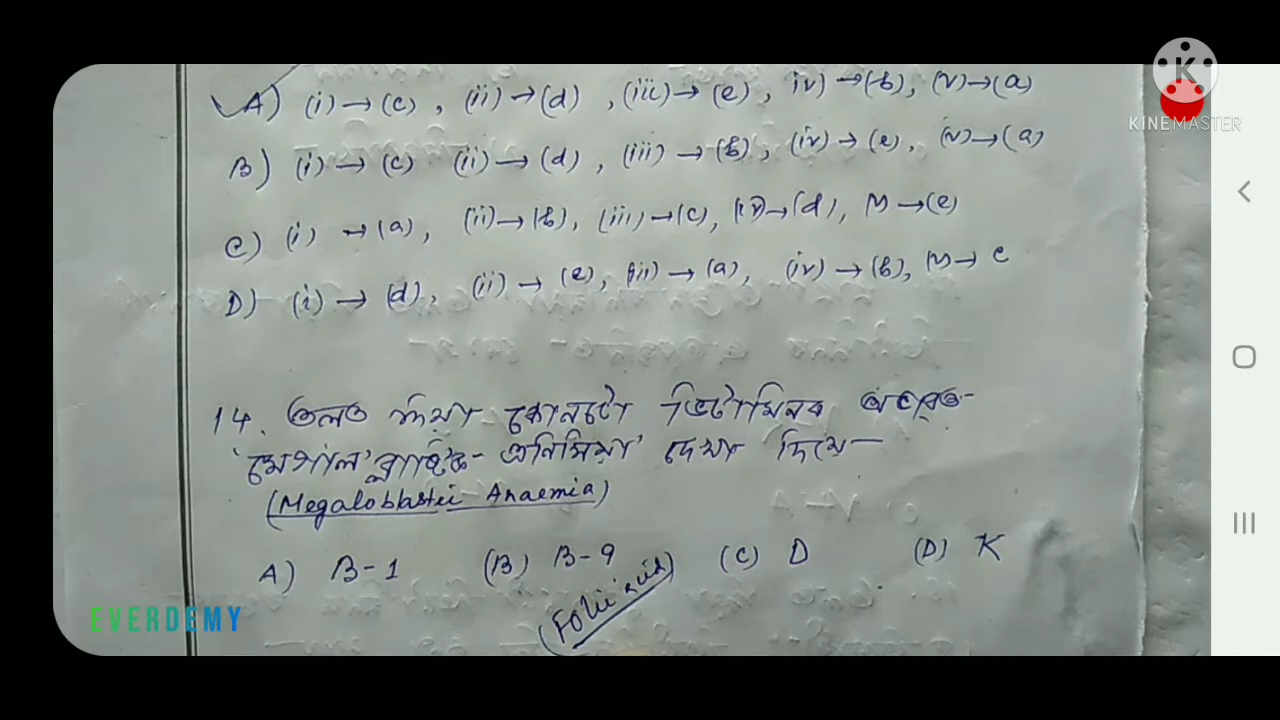 A) (i)→(c), (ii)→(d), (iii)→(e), iv)→(b), (v)→(a)
K
KINEMASTER
B) (i)→(c) (ii)→(d), (iii)→(b), (iv)→(e), (v)→(a)
C) (i)→(a), (ii)→(b), (iii)→(c), (iv)→(d), v→(e)
D) (i)→(d), (ii)→(e), (iii)→(a), (iv)→(b), v→ c
14. তলত দিয়া কোনটো ভিটামিনৰ অভাৱত-
'মেগাল'ব্লাষ্টিক- এনিমিয়া' দেখা দিয়ে—
(Megaloblastic Anaemia)
A) B-1 (B) B-9 (C) D (D) K
(Folic acid)
EVERDEMY